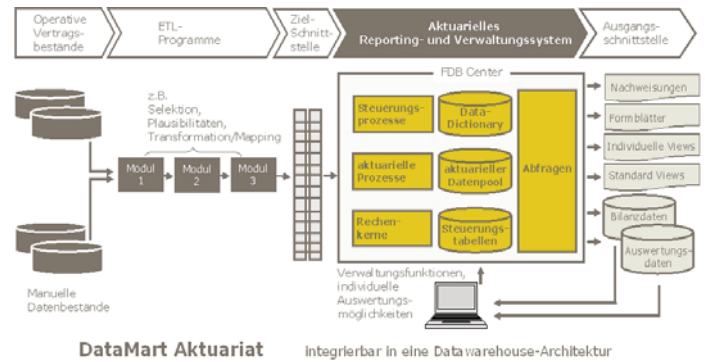 Operative
Vertrags-
bestände
ETL-
Programme
Ziel-
Schnitt-
stelle
Aktuarielles
Reporting- und Verwaltungssystem
Ausgangs-
schnittstelle
FDB Center
z.B.
Selektion,
Plausibilitäten,
Transformation/Mapping
Modul
1
Modul
2
Modul
3
Steuerungs-
prozesse
Data-
Dictionary
aktuarielle
Prozesse
aktuarieller
Datenpool
Rechen-
kerne
Steuerungs-
tabellen
Abfragen
Nachweisungen
Formblätter
Individuelle Views
Standard Views
Bilanzdaten
Auswertungs-
daten
Manuelle
Datenbestände
Verwaltungsfunktionen,
individuelle
Auswertungs-
möglichkeiten
DataMart Aktuariat integrierbar in eine Datawarehouse-Architektur